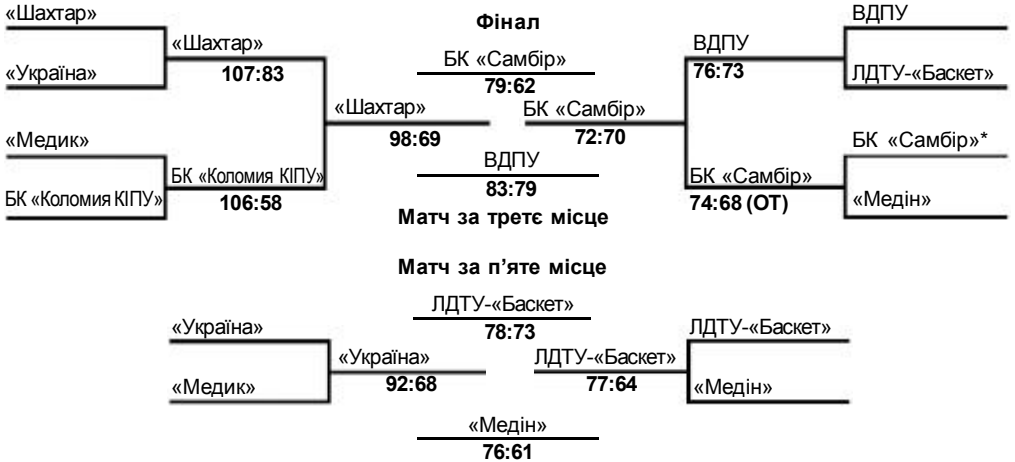 «Шахтар»
Фінал
ВДПУ
«Шахтар»
ВДПУ
БК «Самбір»
«Україна»
107:83
76:73
ЛДТУ-«Баскет»
79:62
«Шахтар»
БК «Самбір»
98:69
72:70
«Медик»
БК «Самбір»*
ВДПУ
БК «Коломия КІПУ»
БК «Самбір»
83:79
БК «Коломия КІПУ»
106:58
74:68 (ОТ)
«Медін»
Матч за третє місце
Матч за п’яте місце
ЛДТУ-«Баскет»
«Україна»
78:73
ЛДТУ-«Баскет»
«Україна»
ЛДТУ-«Баскет»
«Медик»
92:68
77:64
«Медін»
«Медін»
76:61